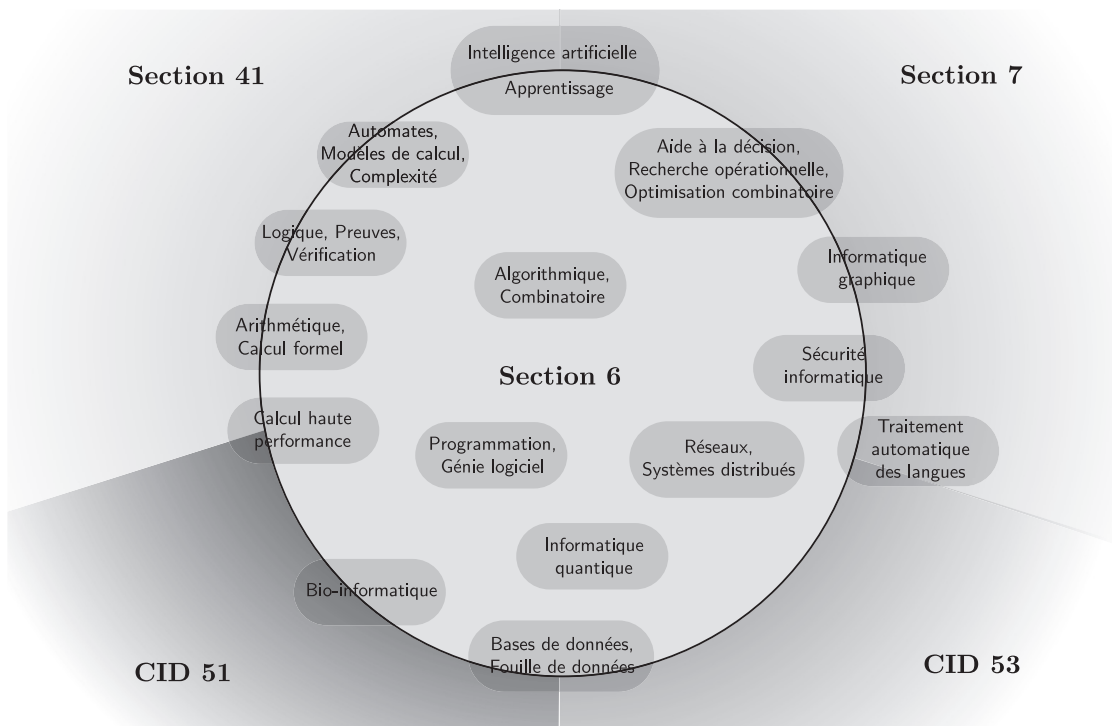 Intelligence artificielle
Apprentissage
Section 41
Section 7
Automates,
Modèles de calcul,
Complexité
Aide à la décision,
Recherche opérationnelle,
Optimisation combinatoire
Logique, Preuves,
Vérification
Informatique
graphique
Algorithmique,
Combinatoire
Arithmétique,
Calcul formel
Sécurité
informatique
Section 6
Calcul haute
performance
Programmation,
Génie logiciel
Réseaux,
Systèmes distribués
Traitement
automatique
des langues
Informatique
quantique
Bio-informatique
Bases de données,
Fouille de données
CID 51
CID 53